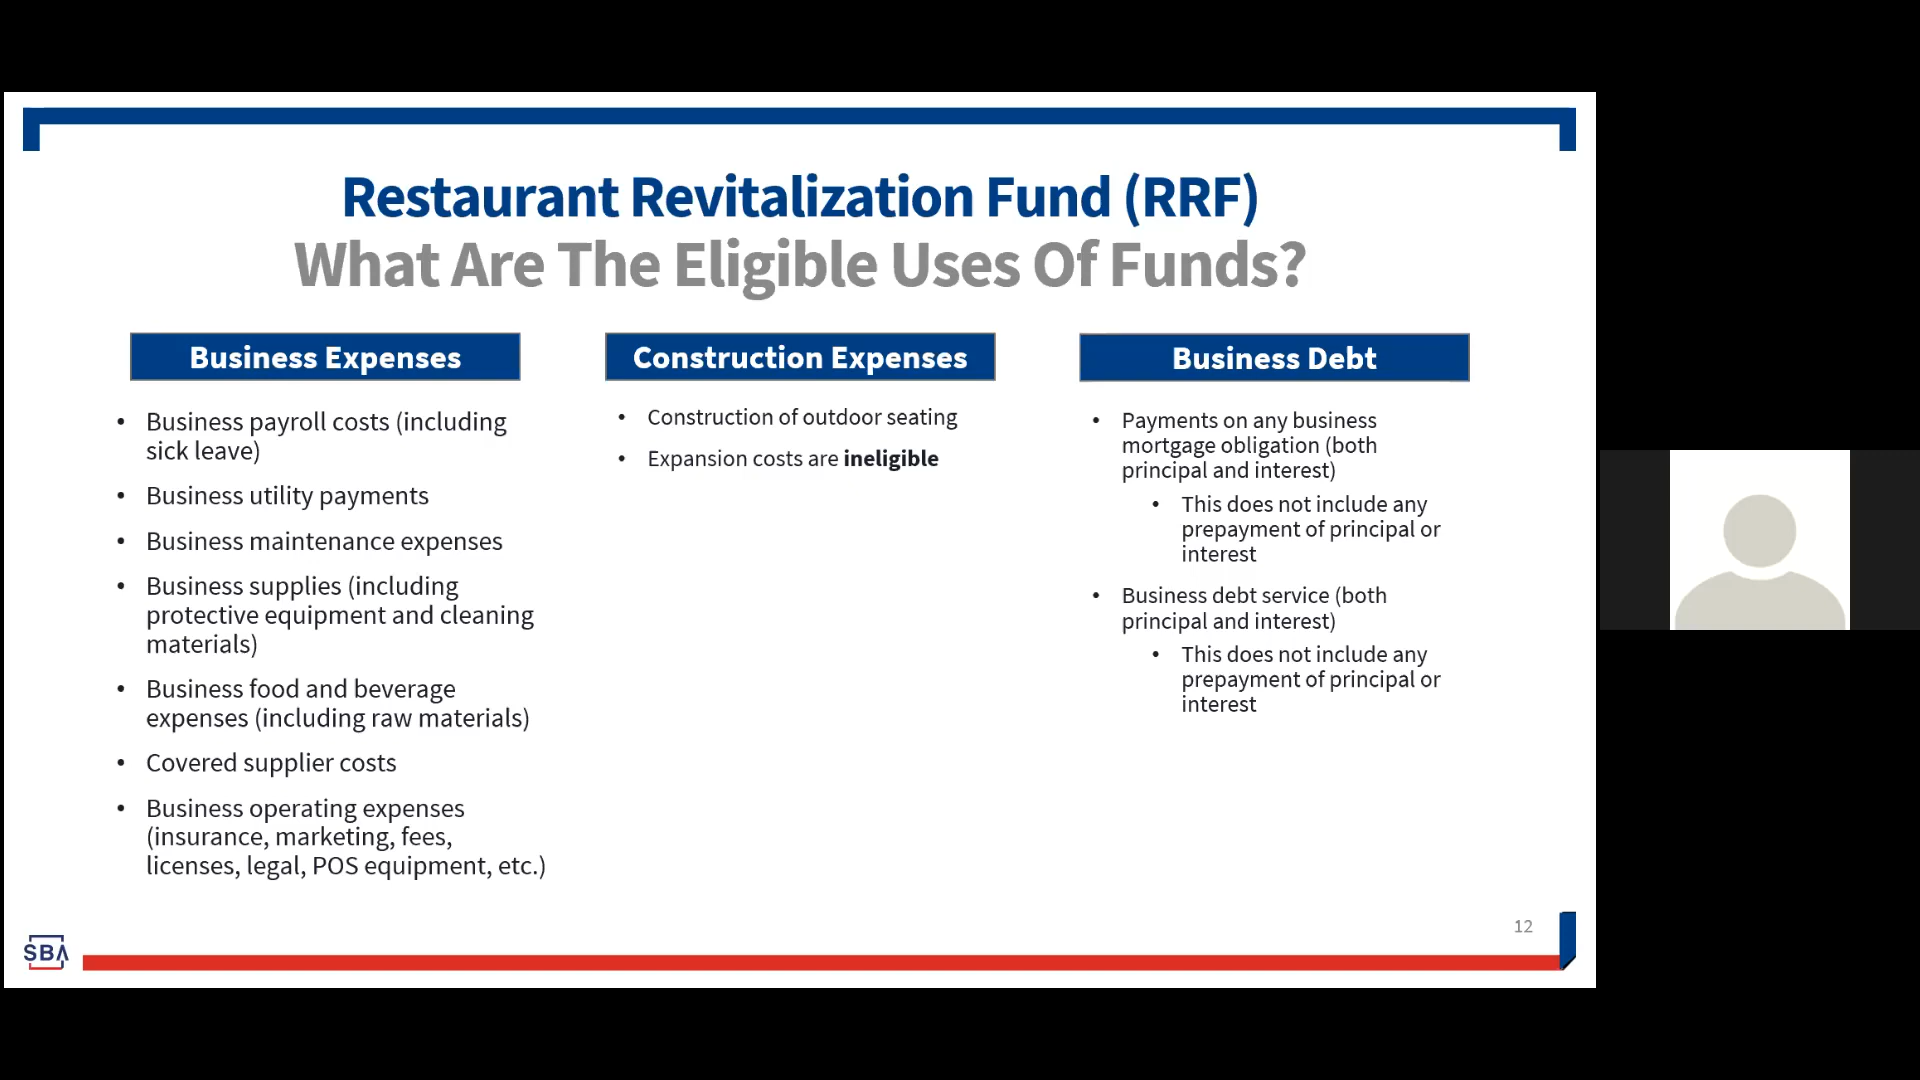 Restaurant Revitalization Fund (RRF)
What Are The Eligible Uses Of Funds?
Business Expenses
• Business payroll costs (including
sick leave)
• Business utility payments
• Business maintenance expenses
• Business supplies (including
protective equipment and cleaning
materials)
• Business food and beverage
expenses (including raw materials)
• Covered supplier costs
• Business operating expenses
(insurance, marketing, fees,
licenses, legal, POS equipment, etc.)
Construction Expenses
• Construction of outdoor seating
• Expansion costs are ineligible
Business Debt
• Payments on any business
mortgage obligation (both
principal and interest)
• This does not include any
prepayment of principal or
interest
• Business debt service (both
principal and interest)
• This does not include any
prepayment of principal or
interest
12
SBA